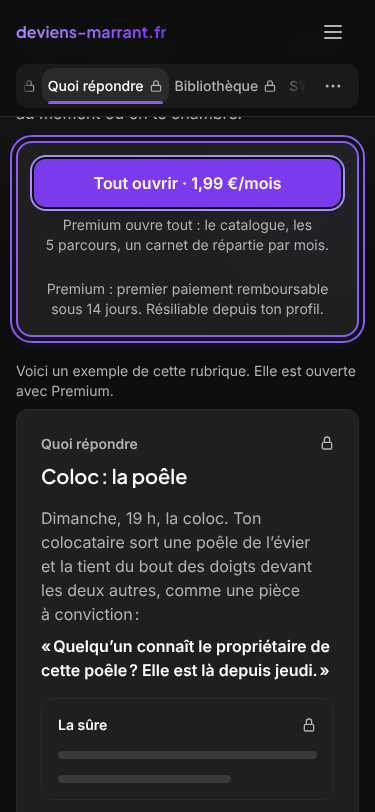 deviens-marrant.fr
Quoi répondre Bibliothèque
Tout ouvrir · 1,99 €/mois
Premium ouvre tout : le catalogue, les
5 parcours, un carnet de répartie par mois.
Premium : premier paiement remboursable
sous 14 jours. Résiliable depuis ton profil.
Voici un exemple de cette rubrique. Elle est ouverte
avec Premium.
Quoi répondre
Coloc : la poêle
Dimanche, 19 h, la coloc. Ton
colocataire sort une poêle de l’évier
et la tient du bout des doigts devant
les deux autres, comme une pièce
à conviction :
« Quelqu’un connaît le propriétaire de
cette poêle ? Elle est là depuis jeudi. »
La sûre